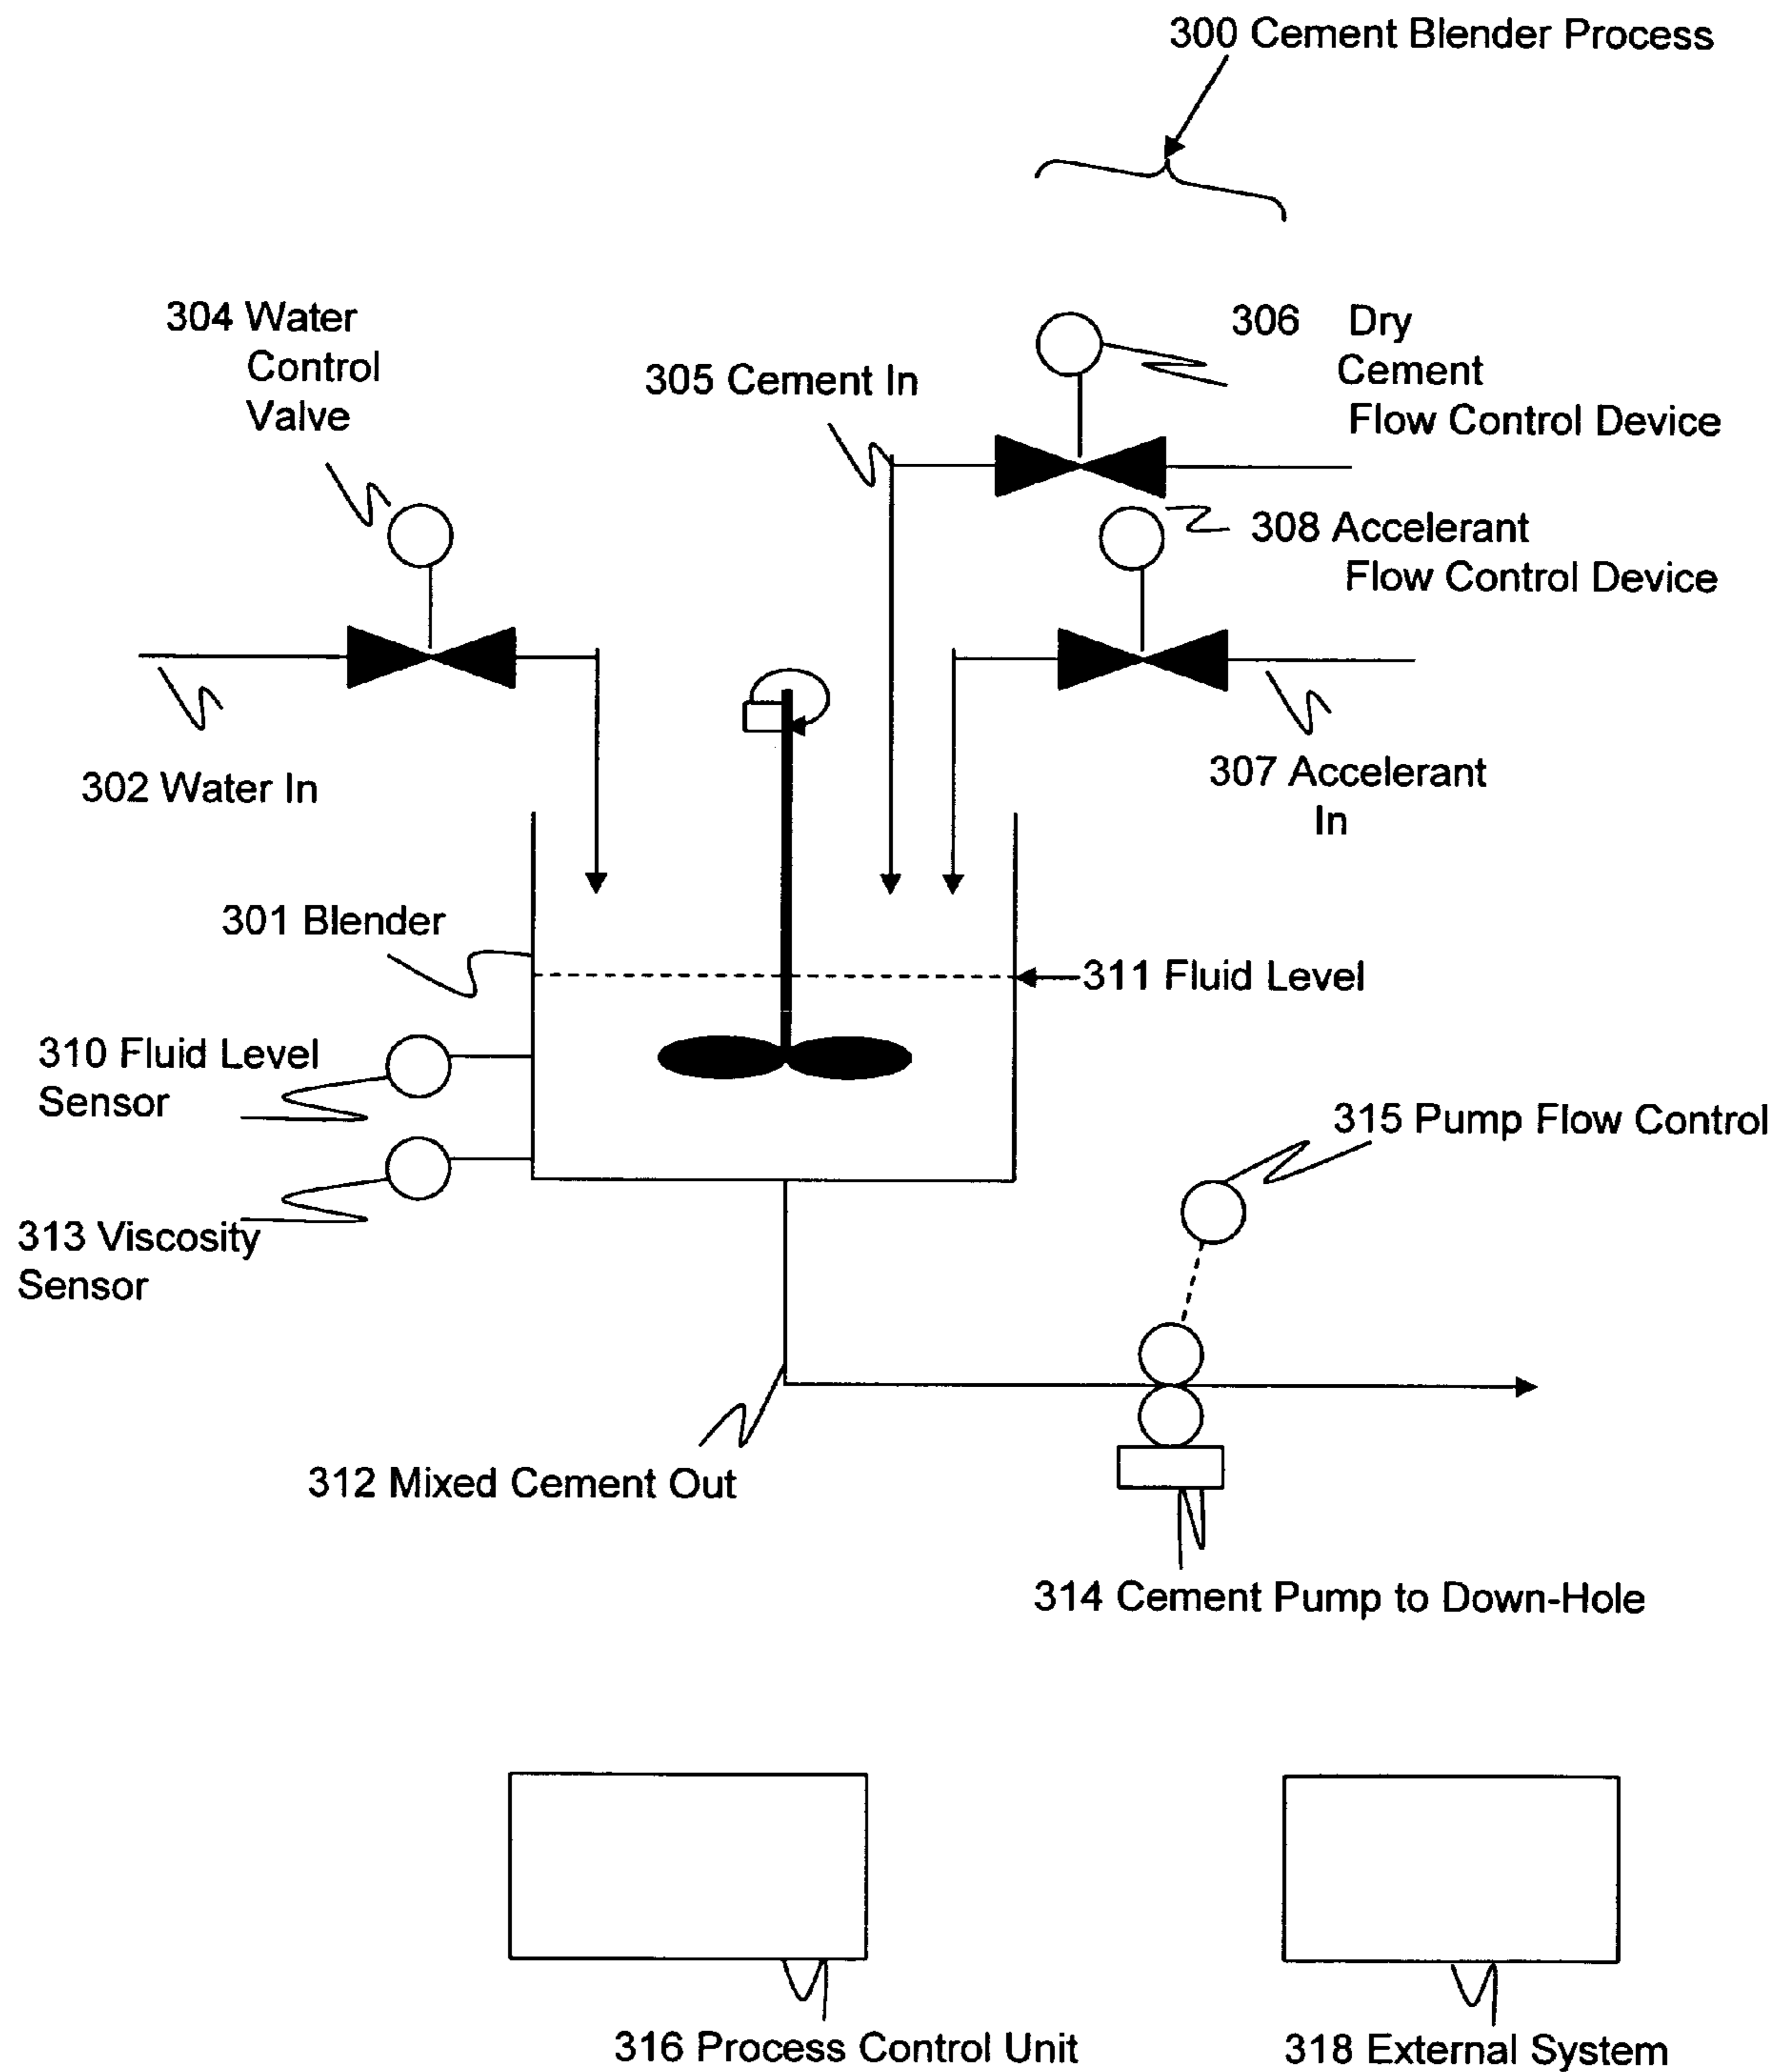 300 Cement Blender Process
304 Water
Control
Valve
305 Cement In
306 Dry
Cement
Flow Control Device
308 Accelerant
Flow Control Device
302 Water In
307 Accelerant
In
301 Blender
311 Fluid Level
310 Fluid Level
Sensor
315 Pump Flow Control
313 Viscosity
Sensor
312 Mixed Cement Out
314 Cement Pump to Down-Hole
316 Process Control Unit
318 External System